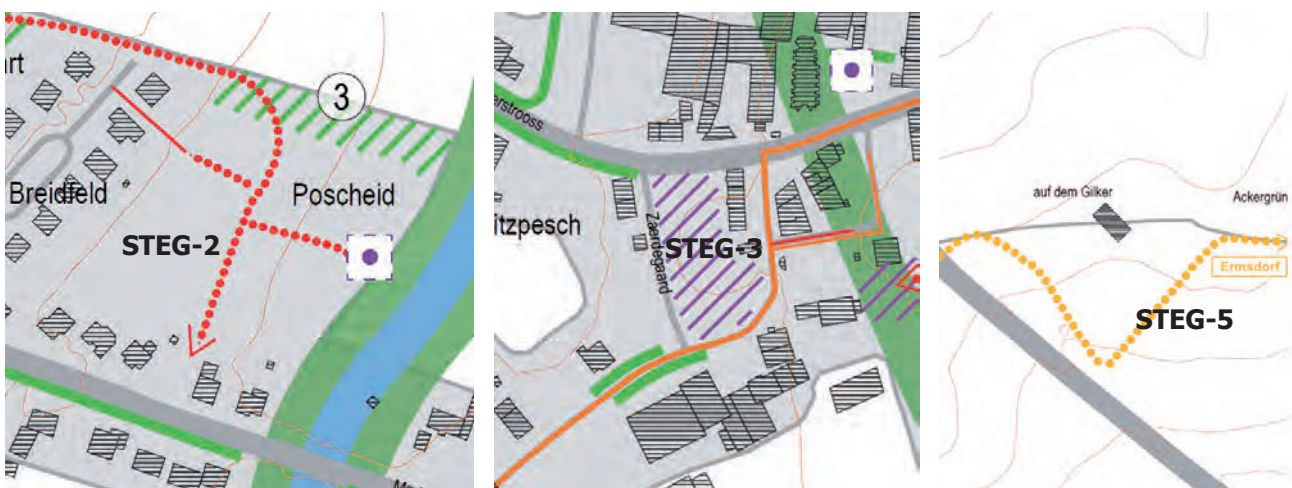 art
3
Breidfeld
Poscheid
STEG-2
erstrooss
itzpesch
Zaerdegaard
STEG-3
auf dem Gilker
Ackergrün
Ermsdorf
STEG-5